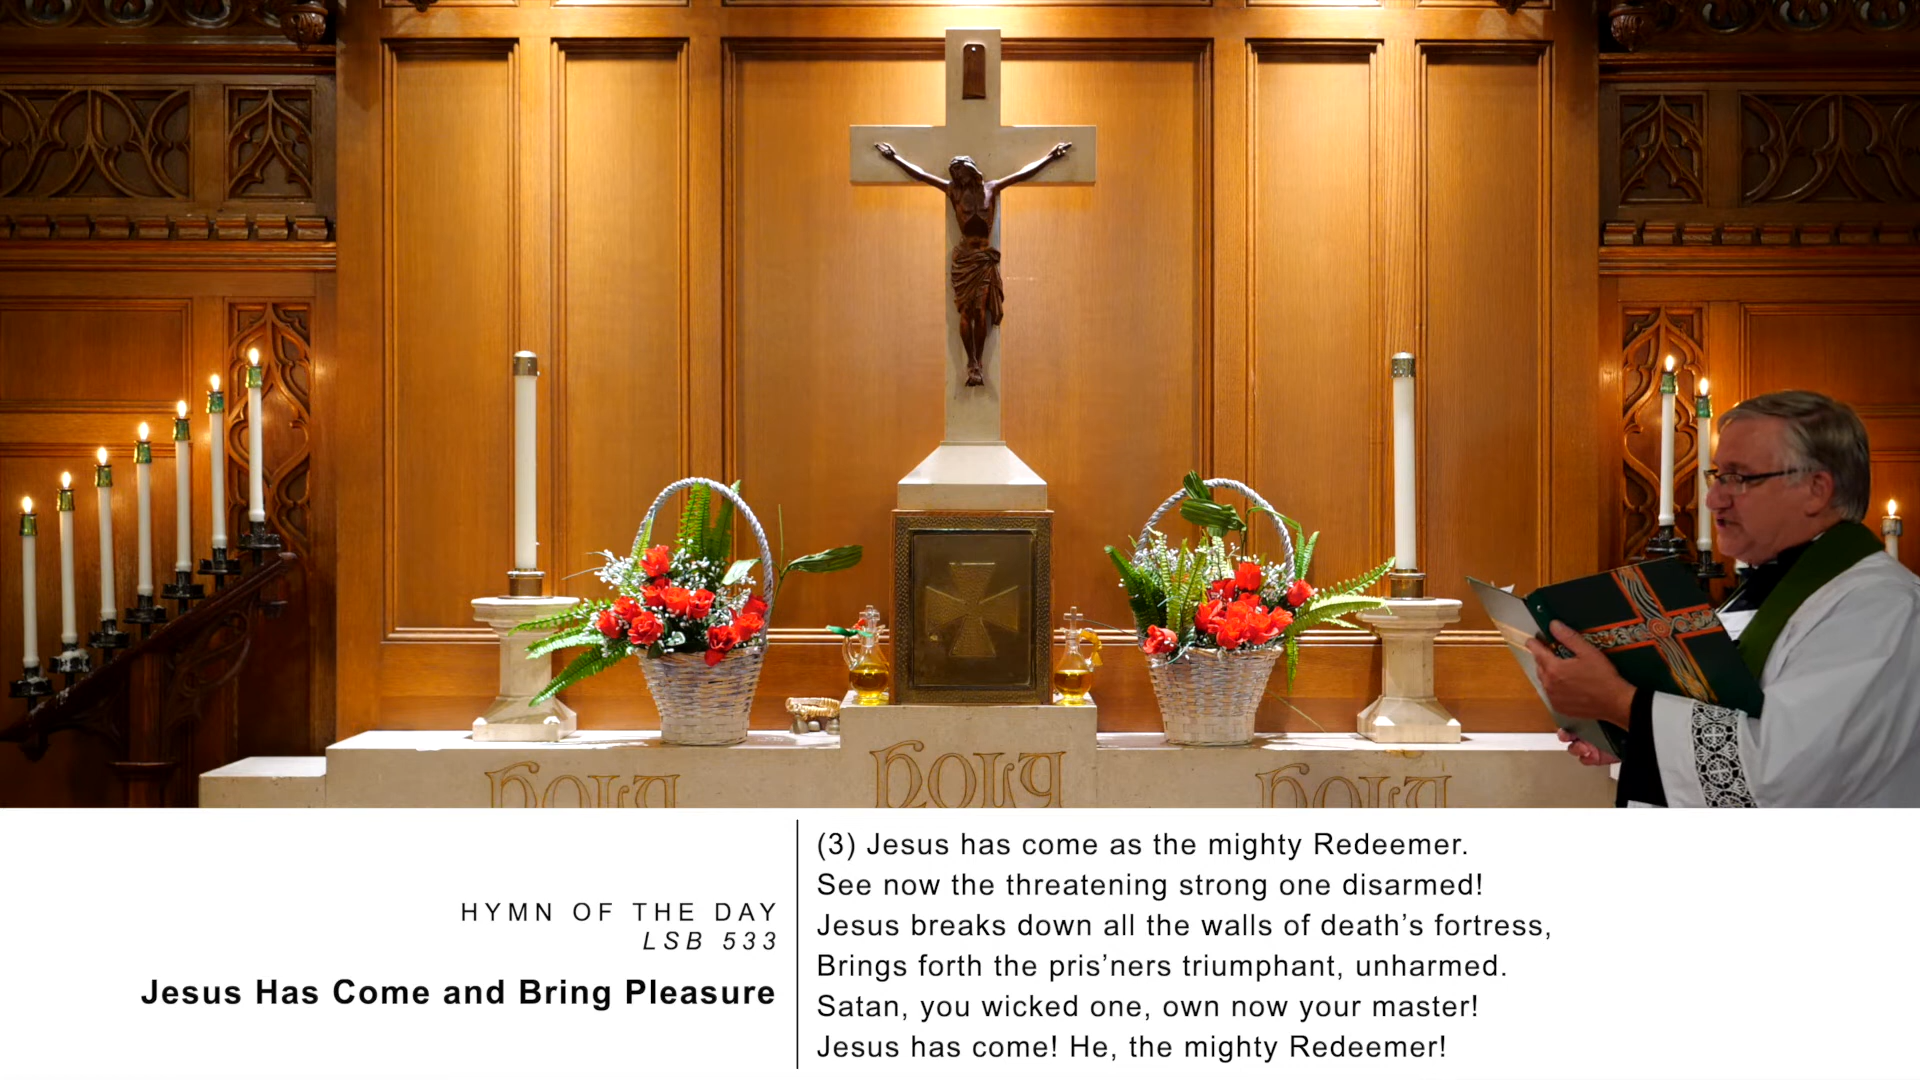 HOLY HOLY HOLY
HYMN OF THE DAY
LSB 533
Jesus Has Come and Bring Pleasure
(3) Jesus has come as the mighty Redeemer.
See now the threatening strong one disarmed!
Jesus breaks down all the walls of death’s fortress,
Brings forth the pris’ners triumphant, unharmed.
Satan, you wicked one, own now your master!
Jesus has come! He, the mighty Redeemer!